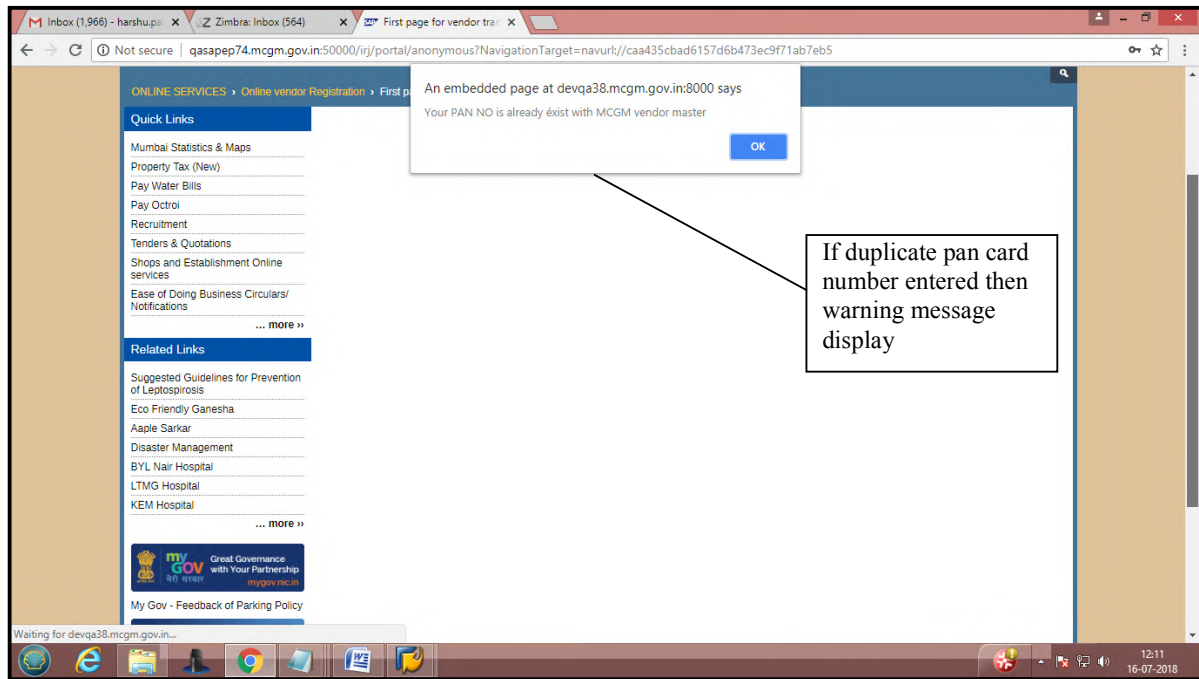 Inbox (1,966) - harshu.pa
Zimbra: Inbox (564)
First page for vendor tran
Not secure | qasapep74.mcgm.gov.in:50000/irj/portal/anonymous?NavigationTarget=navurl://caa435cbad6157d6b473ec9f71ab7eb5
ONLINE SERVICES › Online vendor Registration › First p
An embedded page at devqa38.mcgm.gov.in:8000 says
Your PAN NO is already éxist with MCGM vendor master
OK
Quick Links
Mumbai Statistics & Maps
Property Tax (New)
Pay Water Bills
Pay Octroi
Recruitment
Tenders & Quotations
Shops and Establishment Online
services
Ease of Doing Business Circulars/
Notifications
... more ››
If duplicate pan card
number entered then
warning message
display
Related Links
Suggested Guidelines for Prevention
of Leptospirosis
Eco Friendly Ganesha
Aaple Sarkar
Disaster Management
BYL Nair Hospital
LTMG Hospital
KEM Hospital
... more ››
my
GOV
मेरी सरकार
Great Governance
with Your Partnership
mygov.nic.in
My Gov - Feedback of Parking Policy
Waiting for devqa38.mcgm.gov.in...
12:11
16-07-2018